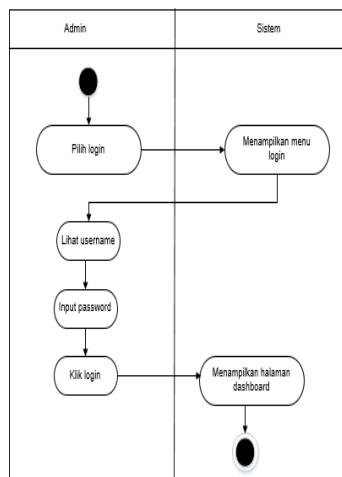 Admin
Sistem
Pilih login
Menampilkan menu
login
Lihat username
Input password
Klik login
Menampilkan halaman
dashboard